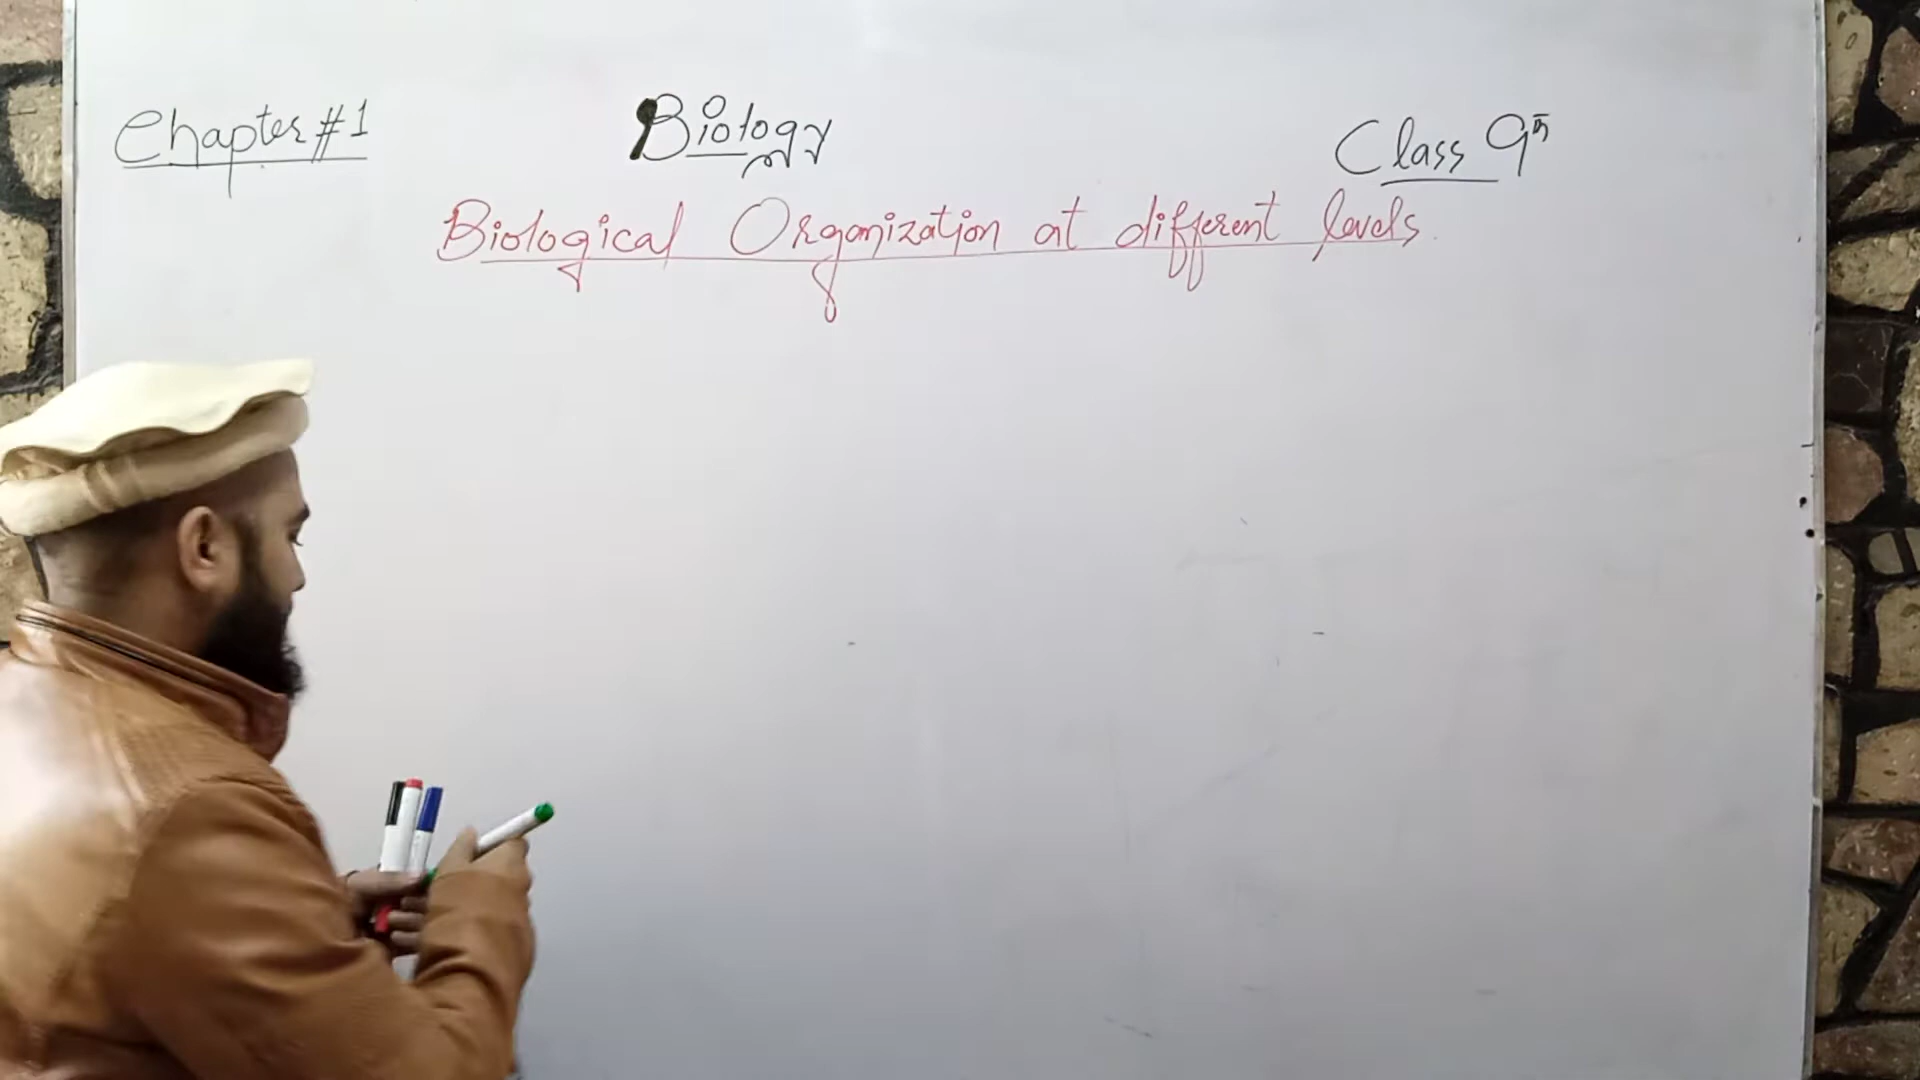 Chapter #1 Biology Class 9th
Biological Organization at different levels.